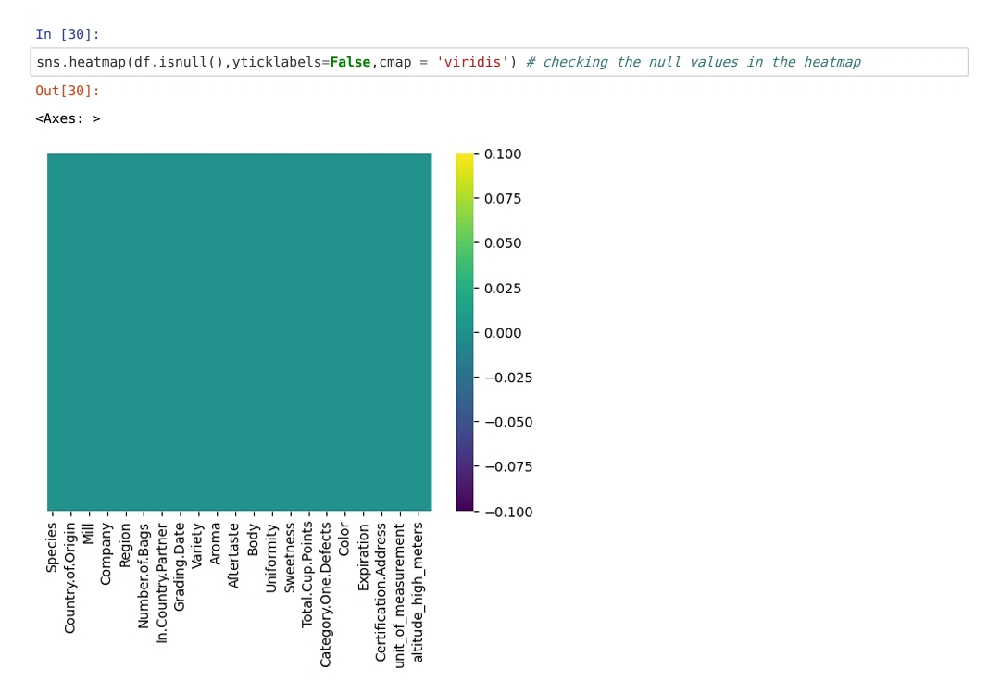 In [30]:
sns.heatmap(df.isnull(),yticklabels=False,cmap = 'viridis') # checking the null values in the heatmap
Out[30]:
<Axes: >
0.100
0.075
0.050
0.025
0.000
−0.025
−0.050
−0.075
−0.100
Species
Country.of.Origin
Mill
Company
Region
Number.of.Bags
In.Country.Partner
Grading.Date
Variety
Aroma
Aftertaste
Body
Uniformity
Sweetness
Total.Cup.Points
Category.One.Defects
Color
Expiration
Certification.Address
unit_of_measurement
altitude_high_meters